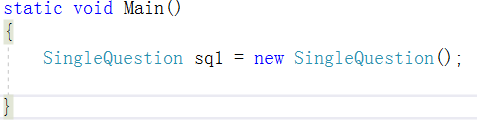 static void Main()
{
SingleQuestion sq1 = new SingleQuestion();
}